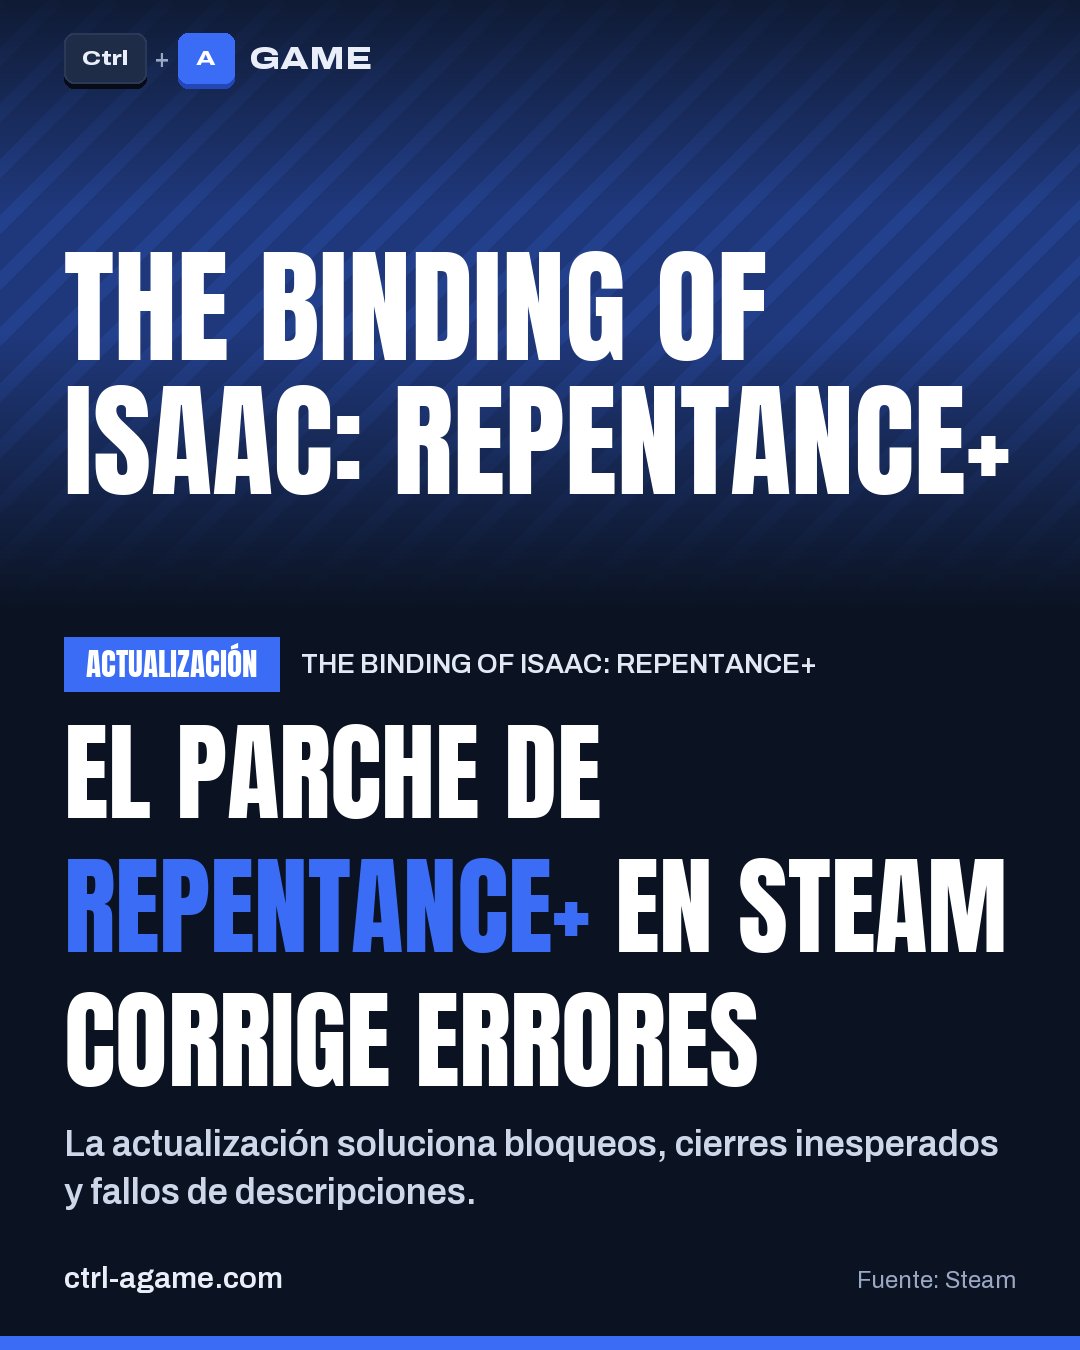 Ctrl + A GAME
THE BINDING OF
ISAAC: REPENTANCE+
ACTUALIZACIÓN THE BINDING OF ISAAC: REPENTANCE+
EL PARCHE DE
REPENTANCE+ EN STEAM
CORRIGE ERRORES
La actualización soluciona bloqueos, cierres inesperados
y fallos de descripciones.
ctrl-agame.com Fuente: Steam